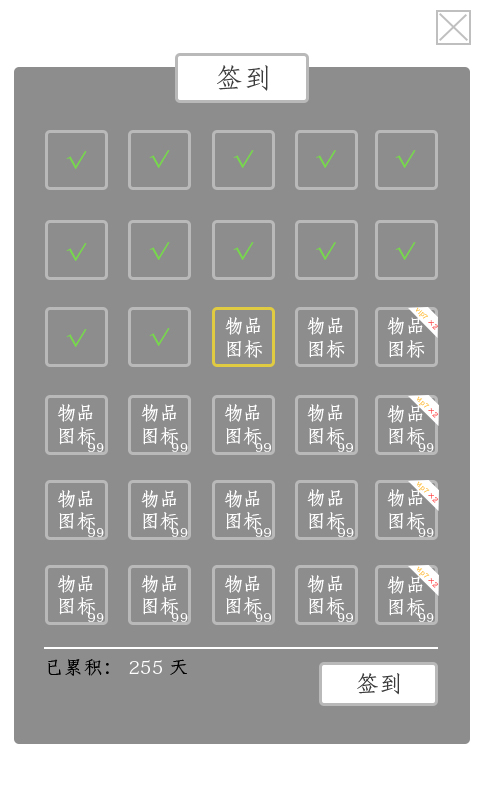 签到
√ √ √ √ √
√ √ √ √ √
√ √ 物品 物品 物品 vip7 ×2
图标 图标 图标
物品 物品 物品 物品 物品 vip7 ×2
图标 99 图标 99 图标 99 图标 99 图标 99
物品 物品 物品 物品 物品 vip7 ×2
图标 99 图标 99 图标 99 图标 99 图标 99
物品 物品 物品 物品 物品 vip7 ×2
图标 99 图标 99 图标 99 图标 99 图标 99
已累积： 255 天
签到